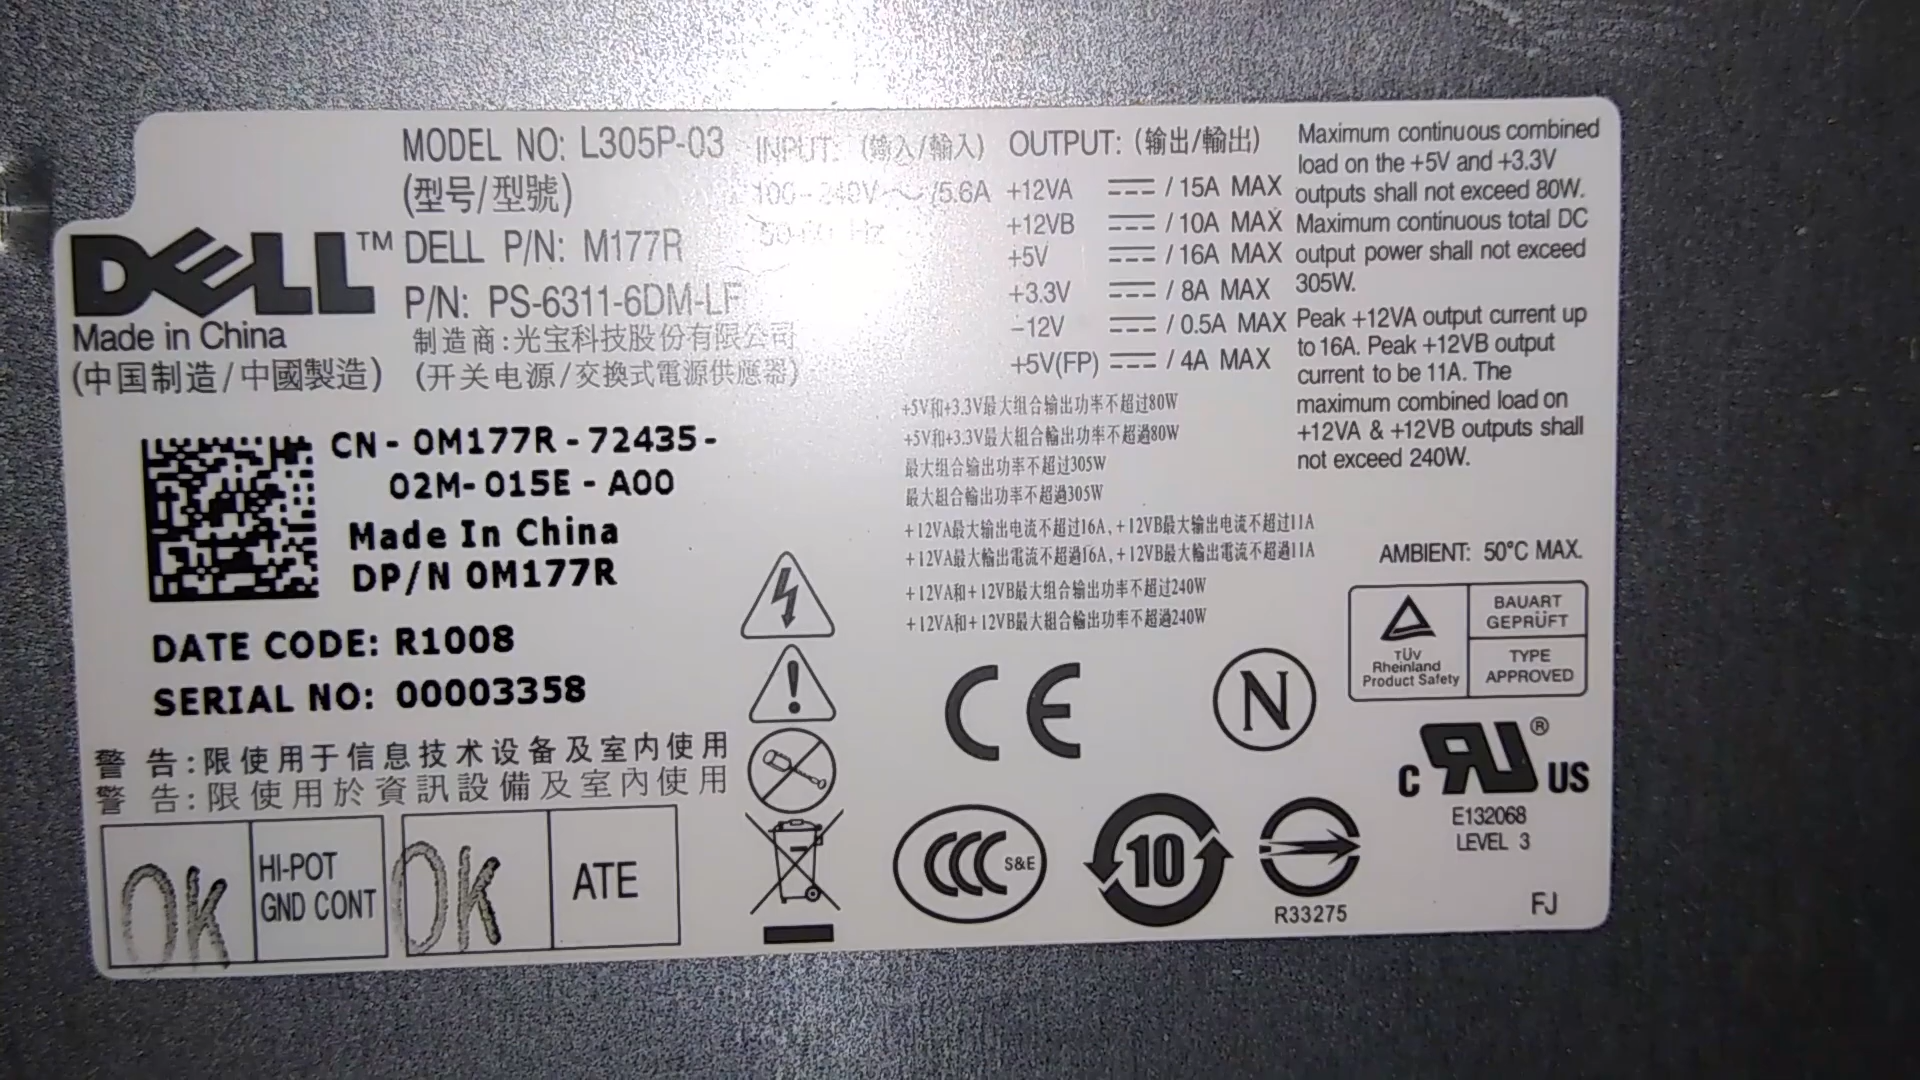 MODEL NO: L305P-03
(型号/型號)
DELL™
DELL P/N: M177R
P/N: PS-6311-6DM-LF
Made in China
(中国制造/中國製造)
制造商:光宝科技股份有限公司
(开关电源/交換式電源供應器)
INPUT: (输入/輸入)
100-240V～/5.6A
50-60 Hz
OUTPUT: (输出/輸出)
+12VA ⎓ / 15A MAX
+12VB ⎓ / 10A MAX
+5V ⎓ / 16A MAX
+3.3V ⎓ / 8A MAX
-12V ⎓ / 0.5A MAX
+5V(FP) ⎓ / 4A MAX
Maximum continuous combined
load on the +5V and +3.3V
outputs shall not exceed 80W.
Maximum continuous total DC
output power shall not exceed
305W.
Peak +12VA output current up
to 16A. Peak +12VB output
current to be 11A. The
maximum combined load on
+12VA & +12VB outputs shall
not exceed 240W.
+5V和+3.3V最大组合输出功率不超过80W
+5V和+3.3V最大組合輸出功率不超過80W
最大组合输出功率不超过305W
最大組合輸出功率不超過305W
+12VA最大输出电流不超过16A,+12VB最大输出电流不超过11A
+12VA最大輸出電流不超過16A,+12VB最大輸出電流不超過11A
+12VA和+12VB最大组合输出功率不超过240W
+12VA和+12VB最大組合輸出功率不超過240W
CN-0M177R-72435-
02M-015E-A00
Made In China
DP/N 0M177R
DATE CODE: R1008
SERIAL NO: 00003358
警 告:限使用于信息技术设备及室内使用
警 告:限使用於資訊設備及室內使用
OK
HI-POT
GND CONT
OK
ATE
AMBIENT: 50°C MAX.
TÜV
Rheinland
Product Safety
BAUART
GEPRÜFT
TYPE
APPROVED
CE
N
C RU® US
E132068
LEVEL 3
CCC S&E
10
R33275
FJ